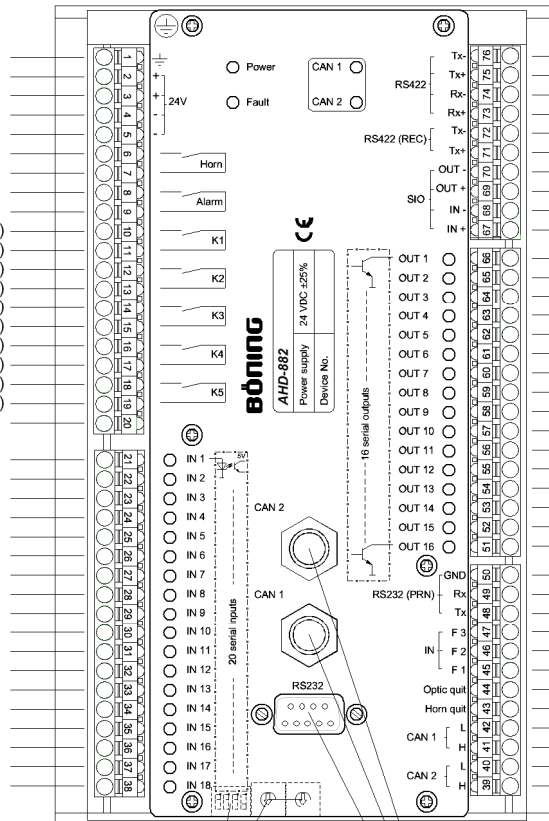 1
2
3
4
5
6
7
8
9
10
11
12
13
14
15
16
17
18
19
20
+
+
-
-
24V
Power
Fault
CAN 1
CAN 2
Horn
Alarm
K1
K2
K3
K4
K5
CE
BÖNING
AHD-882
Power supply 24 VDC ±25%
Device No.
RS422
Tx- 76
Tx+ 75
Rx- 74
Rx+ 73
RS422 (REC)
Tx- 72
Tx+ 71
SIO
OUT - 70
OUT + 69
IN - 68
IN + 67
OUT 1 66
OUT 2 65
OUT 3 64
OUT 4 63
OUT 5 62
OUT 6 61
OUT 7 60
OUT 8 59
OUT 9 58
OUT 10 57
OUT 11 56
OUT 12 55
OUT 13 54
OUT 14 53
OUT 15 52
OUT 16 51
16 serial outputs
21 IN 1
22 IN 2
23 IN 3
24 IN 4
25 IN 5
26 IN 6
27 IN 7
28 IN 8
29 IN 9
30 IN 10
31 IN 11
32 IN 12
33 IN 13
34 IN 14
35 IN 15
36 IN 16
37 IN 17
38 IN 18
5V
20 serial inputs
CAN 2
CAN 1
RS232
RS232 (PRN)
GND 50
Rx 49
Tx 48
IN
F 3 47
F 2 46
F 1 45
Optic quit 44
Horn quit 43
CAN 1
L 42
H 41
CAN 2
L 40
H 39